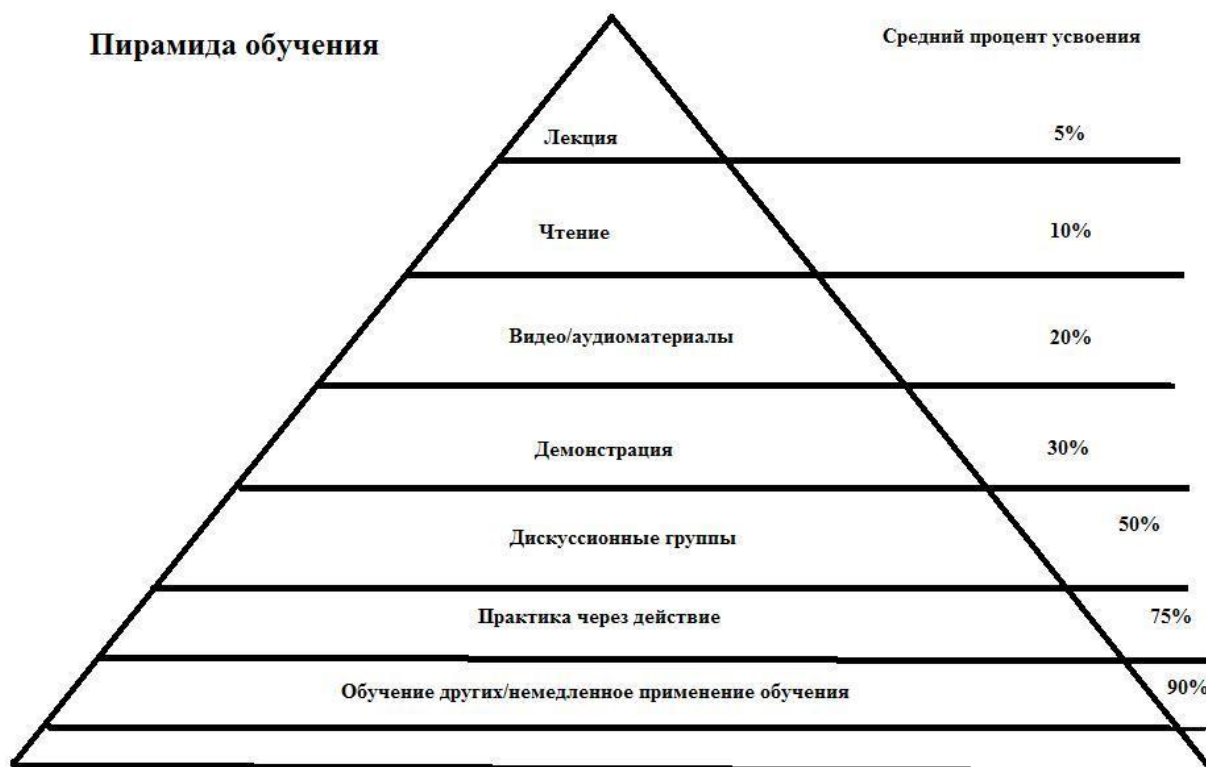 Пирамида обучения
Средний процент усвоения
Лекция
5%
Чтение
10%
Видео/аудиоматериалы
20%
Демонстрация
30%
Дискуссионные группы
50%
Практика через действие
75%
Обучение других/немедленное применение обучения
90%